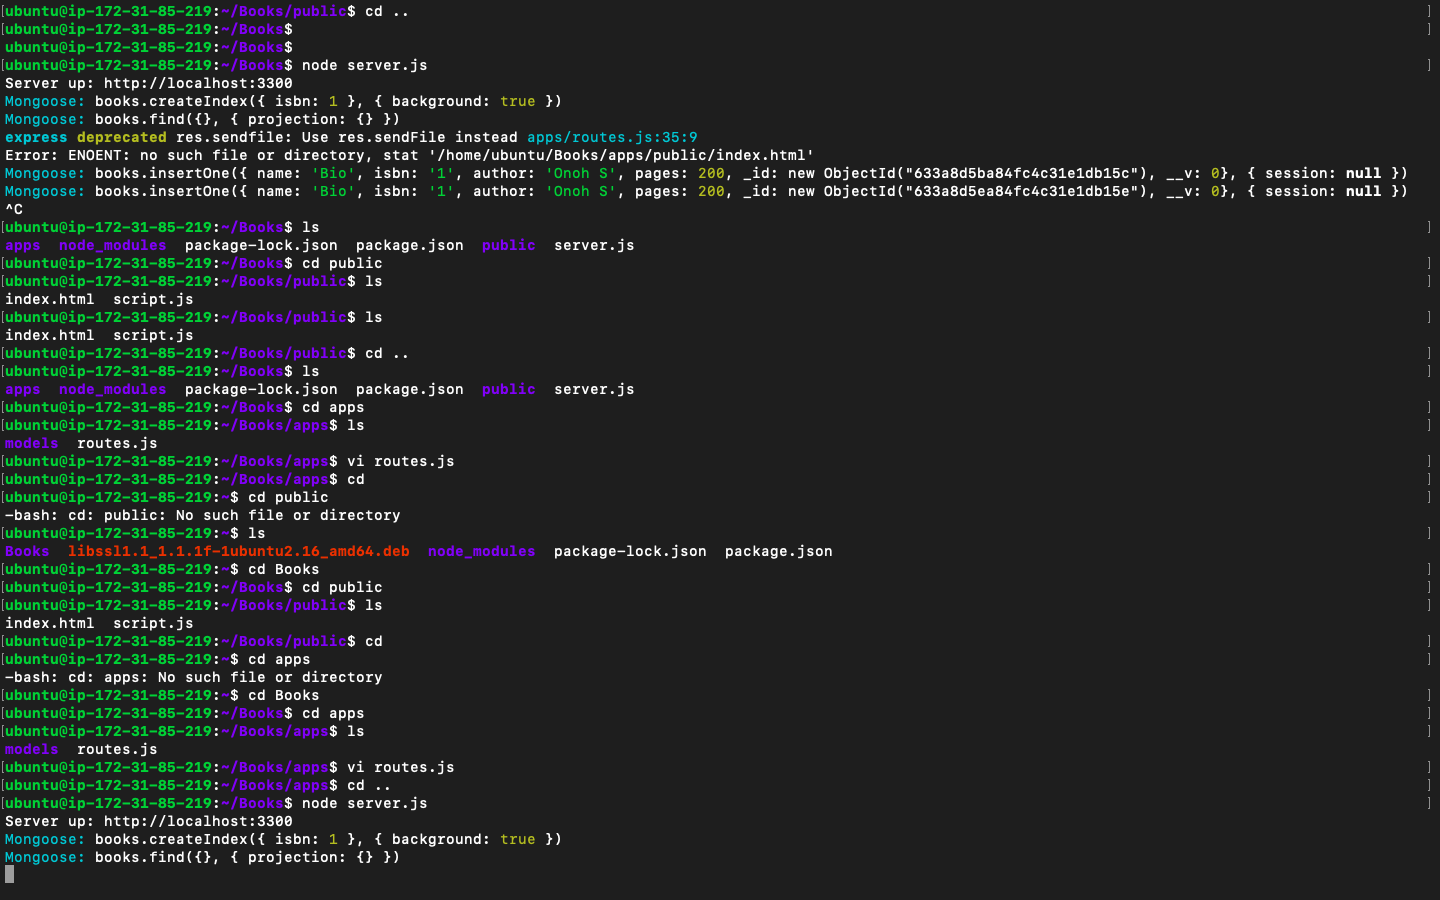 [ubuntu@ip-172-31-85-219:~/Books/public$ cd ..                    ]
[ubuntu@ip-172-31-85-219:~/Books$                    ]
ubuntu@ip-172-31-85-219:~/Books$
[ubuntu@ip-172-31-85-219:~/Books$ node server.js                    ]
Server up: http://localhost:3300
Mongoose: books.createIndex({ isbn: 1 }, { background: true })
Mongoose: books.find({}, { projection: {} })
express deprecated res.sendfile: Use res.sendFile instead apps/routes.js:35:9
Error: ENOENT: no such file or directory, stat '/home/ubuntu/Books/apps/public/index.html'
Mongoose: books.insertOne({ name: 'Bio', isbn: '1', author: 'Onoh S', pages: 200, _id: new ObjectId("633a8d5ba84fc4c31e1db15c"), __v: 0}, { session: null })
Mongoose: books.insertOne({ name: 'Bio', isbn: '1', author: 'Onoh S', pages: 200, _id: new ObjectId("633a8d5ea84fc4c31e1db15e"), __v: 0}, { session: null })
^C
[ubuntu@ip-172-31-85-219:~/Books$ ls                    ]
apps  node_modules  package-lock.json  package.json  public  server.js
[ubuntu@ip-172-31-85-219:~/Books$ cd public                    ]
[ubuntu@ip-172-31-85-219:~/Books/public$ ls                    ]
index.html  script.js
[ubuntu@ip-172-31-85-219:~/Books/public$ ls                    ]
index.html  script.js
[ubuntu@ip-172-31-85-219:~/Books/public$ cd ..                    ]
[ubuntu@ip-172-31-85-219:~/Books$ ls                    ]
apps  node_modules  package-lock.json  package.json  public  server.js
[ubuntu@ip-172-31-85-219:~/Books$ cd apps                    ]
[ubuntu@ip-172-31-85-219:~/Books/apps$ ls                    ]
models  routes.js
[ubuntu@ip-172-31-85-219:~/Books/apps$ vi routes.js                    ]
[ubuntu@ip-172-31-85-219:~/Books/apps$ cd                    ]
[ubuntu@ip-172-31-85-219:~$ cd public                    ]
-bash: cd: public: No such file or directory
[ubuntu@ip-172-31-85-219:~$ ls                    ]
Books  libssl1.1_1.1.1f-1ubuntu2.16_amd64.deb  node_modules  package-lock.json  package.json
[ubuntu@ip-172-31-85-219:~$ cd Books                    ]
[ubuntu@ip-172-31-85-219:~/Books$ cd public                    ]
[ubuntu@ip-172-31-85-219:~/Books/public$ ls                    ]
index.html  script.js
[ubuntu@ip-172-31-85-219:~/Books/public$ cd                    ]
[ubuntu@ip-172-31-85-219:~$ cd apps                    ]
-bash: cd: apps: No such file or directory
[ubuntu@ip-172-31-85-219:~$ cd Books                    ]
[ubuntu@ip-172-31-85-219:~/Books$ cd apps                    ]
[ubuntu@ip-172-31-85-219:~/Books/apps$ ls                    ]
models  routes.js
[ubuntu@ip-172-31-85-219:~/Books/apps$ vi routes.js                    ]
[ubuntu@ip-172-31-85-219:~/Books/apps$ cd ..                    ]
[ubuntu@ip-172-31-85-219:~/Books$ node server.js                    ]
Server up: http://localhost:3300
Mongoose: books.createIndex({ isbn: 1 }, { background: true })
Mongoose: books.find({}, { projection: {} })